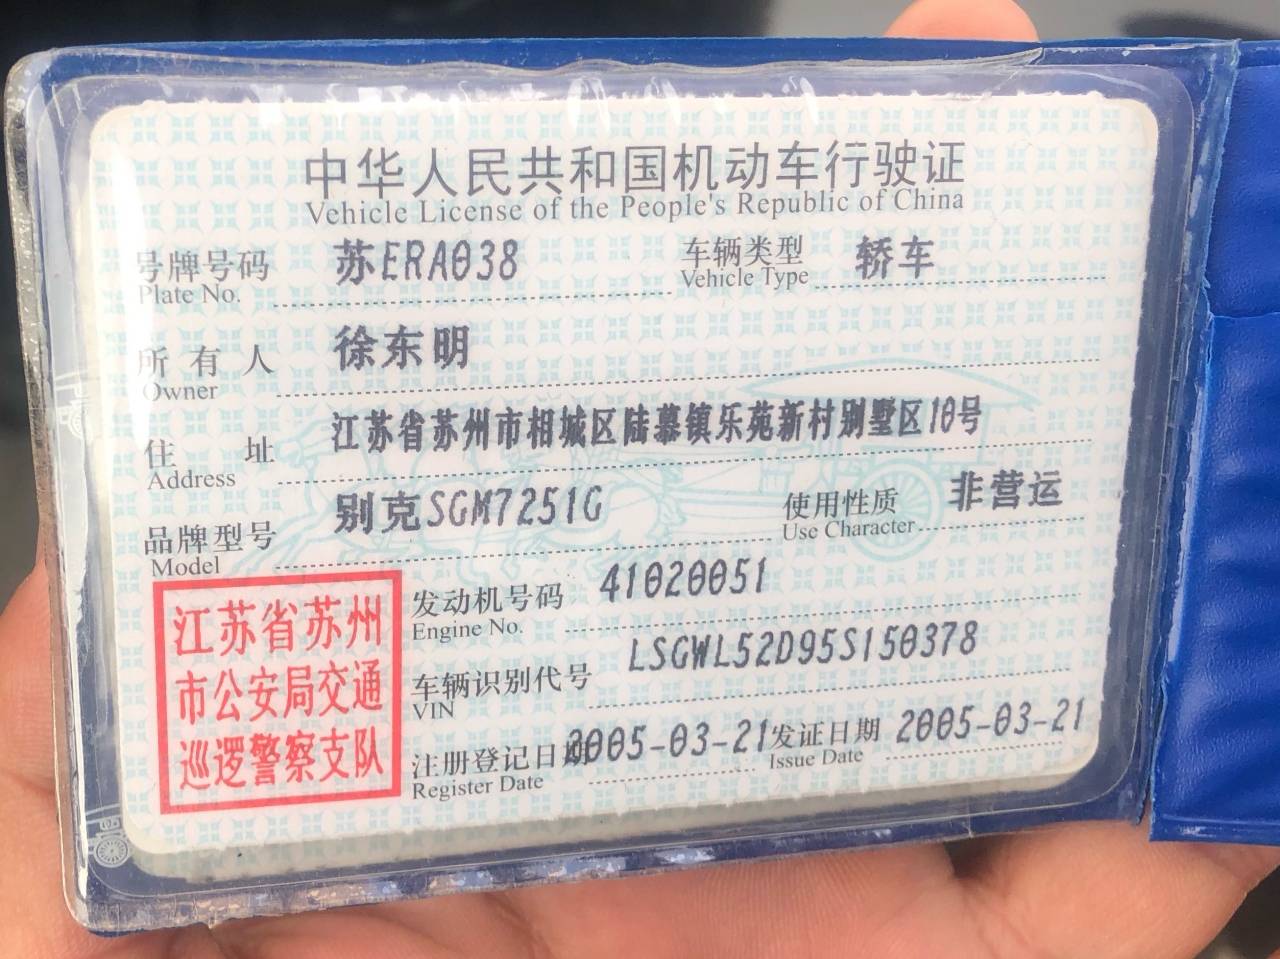 中华人民共和国机动车行驶证
Vehicle License of the People's Republic of China
号牌号码 苏ERA038 车辆类型 轿车
Plate No. Vehicle Type
所有人 徐东明
Owner
住址 江苏省苏州市相城区陆慕镇乐苑新村别墅区10号
Address
品牌型号 别克SGM7251G 使用性质 非营运
Model Use Character
江苏省苏州
市公安局交通
巡逻警察支队
发动机号码 41020051
Engine No.
车辆识别代号 LSGWL52D95S150378
VIN
注册登记日期 2005-03-21 发证日期 2005-03-21
Register Date Issue Date